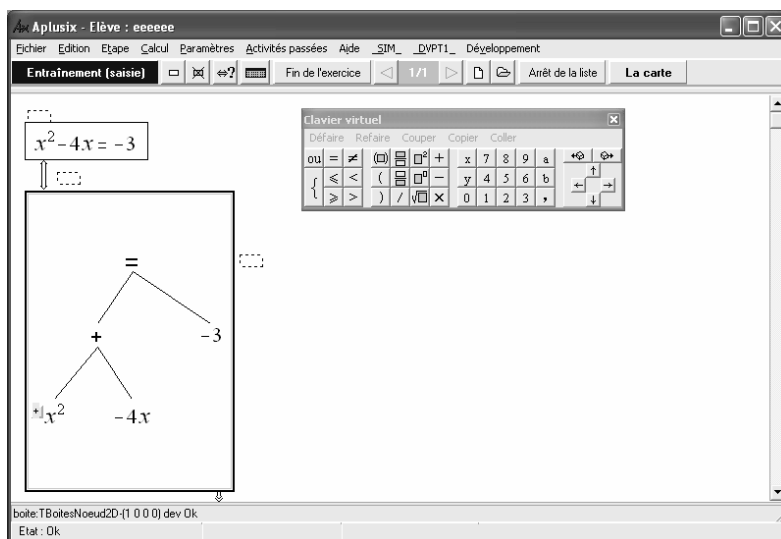 Aplusix - Elève : eeeeee
Fichier Edition Etape Calcul Paramètres Activités passées Aide _SIM_ _DVPT1_ Développement
Entraînement (saisie) ⇔? Fin de l'exercice 1/1 Arrêt de la liste La carte
x² − 4x = −3
Clavier virtuel
Défaire Refaire Couper Copier Coller
ou = ≠ (□) □² + x 7 8 9 a
{ ⩽ < ( □ⁿ − y 4 5 6 b
⩾ > ) / √□ × 0 1 2 3 ,
=
+ −3
+ x² −4x
boite:TBoitesNoeud2D-(1 0 0 0) dev Ok
Etat : Ok